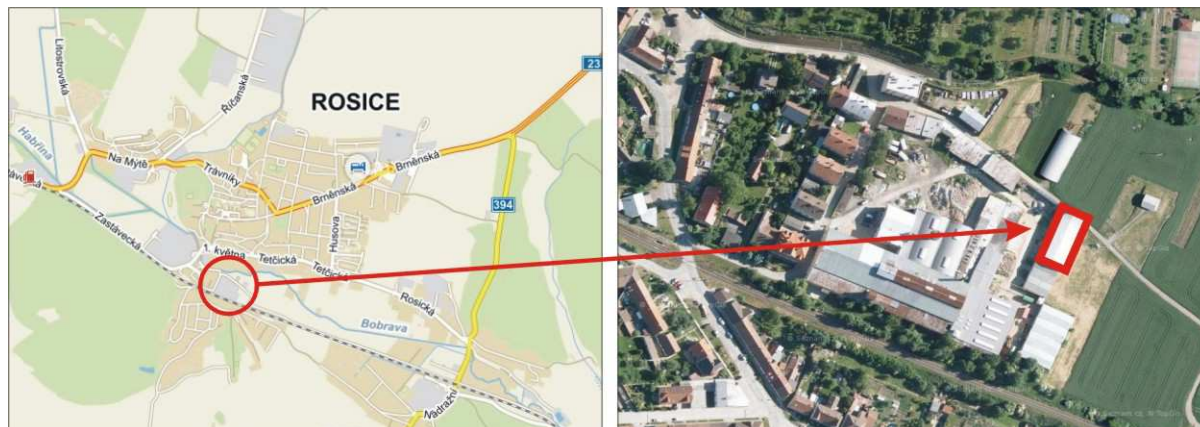 23
Litostrovská
Říčanská
ROSICE
Habřina
Na Mýtě
Trávníky
Brněnská
Brněnská
394
Zastávecká
Husova
1. května
Tetčická
Tetčická
Rosická
Bobrava
Nádražní